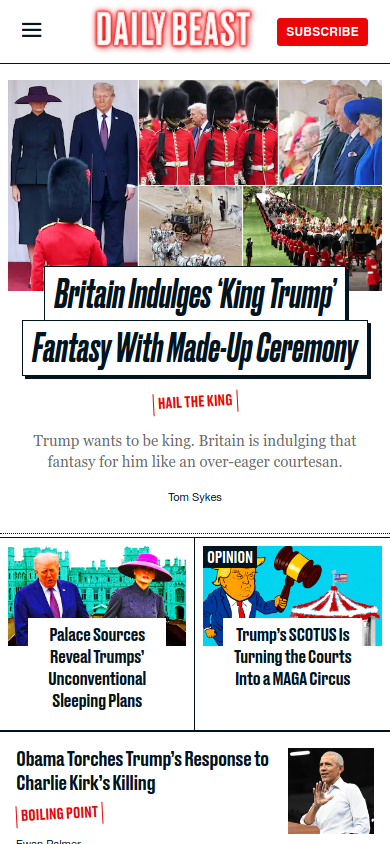 DAILY BEAST
SUBSCRIBE
Britain Indulges ‘King Trump’
Fantasy With Made-Up Ceremony
HAIL THE KING
Trump wants to be king. Britain is indulging that
fantasy for him like an over-eager courtesan.
Tom Sykes
Palace Sources
Reveal Trumps’
Unconventional
Sleeping Plans
OPINION
Trump’s SCOTUS Is
Turning the Courts
Into a MAGA Circus
Obama Torches Trump’s Response to
Charlie Kirk’s Killing
BOILING POINT
Ewan Palmer